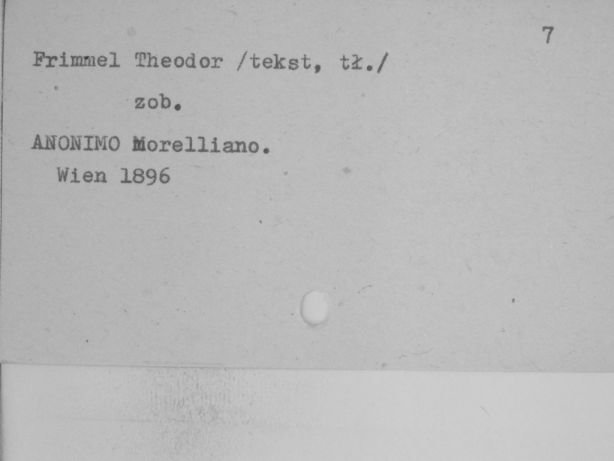 7
Frimmel Theodor /tekst, tł./
zob.
ANONIMO Morelliano.
Wien 1896